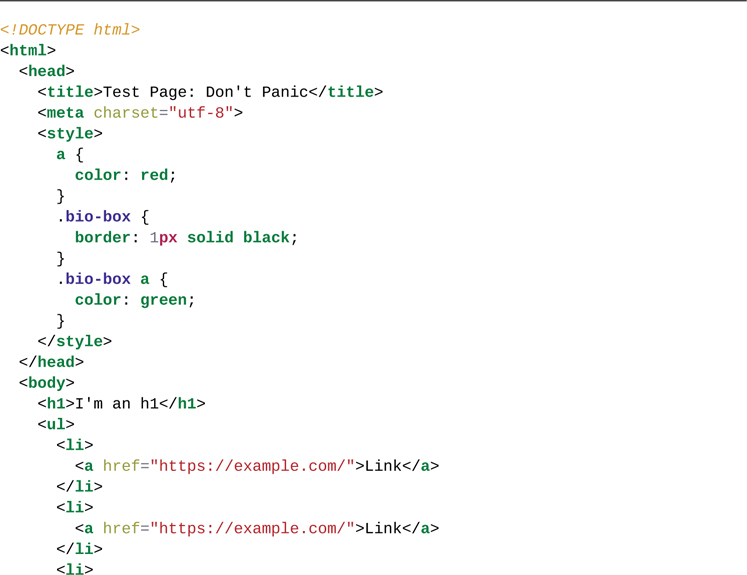 <!DOCTYPE html>
<html>
  <head>
    <title>Test Page: Don't Panic</title>
    <meta charset="utf-8">
    <style>
      a {
        color: red;
      }
      .bio-box {
        border: 1px solid black;
      }
      .bio-box a {
        color: green;
      }
    </style>
  </head>
  <body>
    <h1>I'm an h1</h1>
    <ul>
      <li>
        <a href="https://example.com/">Link</a>
      </li>
      <li>
        <a href="https://example.com/">Link</a>
      </li>
      <li>